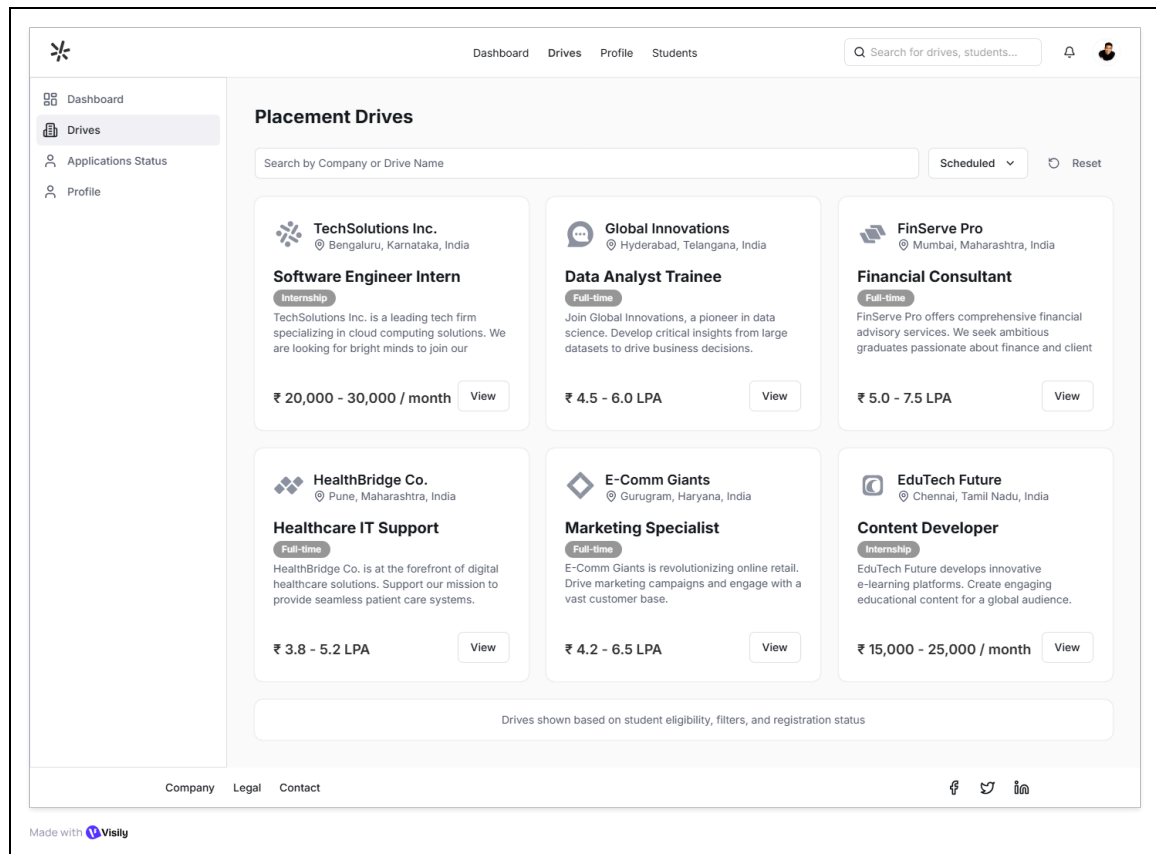 Dashboard Drives Profile Students
Search for drives, students...
Dashboard
Drives
Applications Status
Profile
Placement Drives
Search by Company or Drive Name
Scheduled
Reset
TechSolutions Inc.
Bengaluru, Karnataka, India
Software Engineer Intern
Internship
TechSolutions Inc. is a leading tech firm
specializing in cloud computing solutions. We
are looking for bright minds to join our
₹ 20,000 - 30,000 / month
View
Global Innovations
Hyderabad, Telangana, India
Data Analyst Trainee
Full-time
Join Global Innovations, a pioneer in data
science. Develop critical insights from large
datasets to drive business decisions.
₹ 4.5 - 6.0 LPA
View
FinServe Pro
Mumbai, Maharashtra, India
Financial Consultant
Full-time
FinServe Pro offers comprehensive financial
advisory services. We seek ambitious
graduates passionate about finance and client
₹ 5.0 - 7.5 LPA
View
HealthBridge Co.
Pune, Maharashtra, India
Healthcare IT Support
Full-time
HealthBridge Co. is at the forefront of digital
healthcare solutions. Support our mission to
provide seamless patient care systems.
₹ 3.8 - 5.2 LPA
View
E-Comm Giants
Gurugram, Haryana, India
Marketing Specialist
Full-time
E-Comm Giants is revolutionizing online retail.
Drive marketing campaigns and engage with a
vast customer base.
₹ 4.2 - 6.5 LPA
View
EduTech Future
Chennai, Tamil Nadu, India
Content Developer
Internship
EduTech Future develops innovative
e-learning platforms. Create engaging
educational content for a global audience.
₹ 15,000 - 25,000 / month
View
Drives shown based on student eligibility, filters, and registration status
Company Legal Contact
Made with Visily